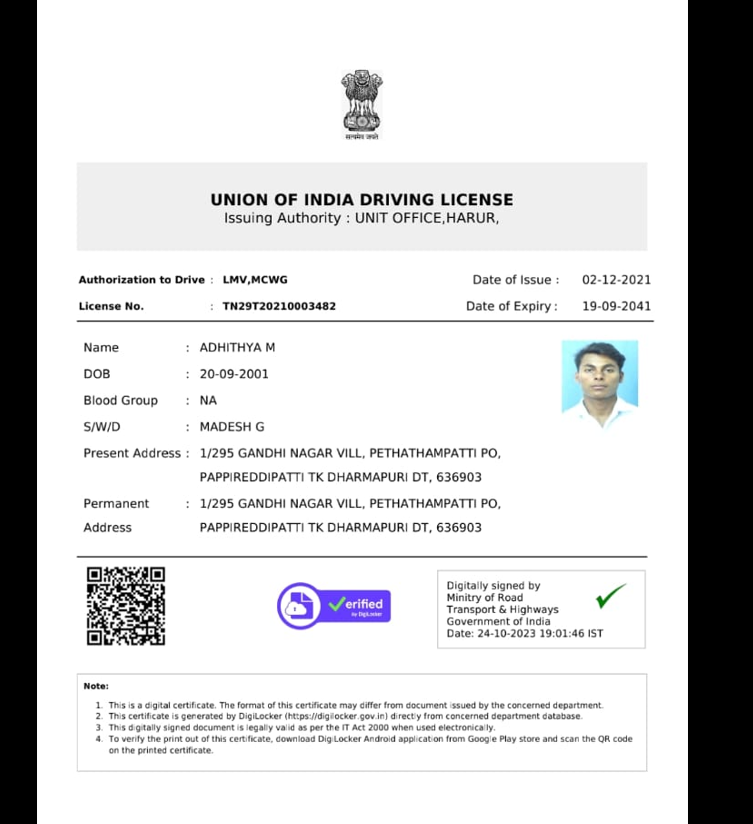 सत्यमेव जयते
UNION OF INDIA DRIVING LICENSE
Issuing Authority : UNIT OFFICE,HARUR,
Authorization to Drive : LMV,MCWG Date of Issue : 02-12-2021
License No. : TN29T20210003482 Date of Expiry : 19-09-2041
Name : ADHITHYA M
DOB : 20-09-2001
Blood Group : NA
S/W/D : MADESH G
Present Address : 1/295 GANDHI NAGAR VILL, PETHATHAMPATTI PO,
PAPPIREDDIPATTI TK DHARMAPURI DT, 636903
Permanent : 1/295 GANDHI NAGAR VILL, PETHATHAMPATTI PO,
Address PAPPIREDDIPATTI TK DHARMAPURI DT, 636903
erified
by DigiLocker
Digitally signed by
Minitry of Road
Transport & Highways
Government of India
Date: 24-10-2023 19:01:46 IST
Note:
1. This is a digital certificate. The format of this certificate may differ from document issued by the concerned department.
2. This certificate is generated by DigiLocker (https://digilocker.gov.in) directly from concerned department database.
3. This digitally signed document is legally valid as per the IT Act 2000 when used electronically.
4. To verify the print out of this certificate, download DigiLocker Android application from Google Play store and scan the QR code
on the printed certificate.